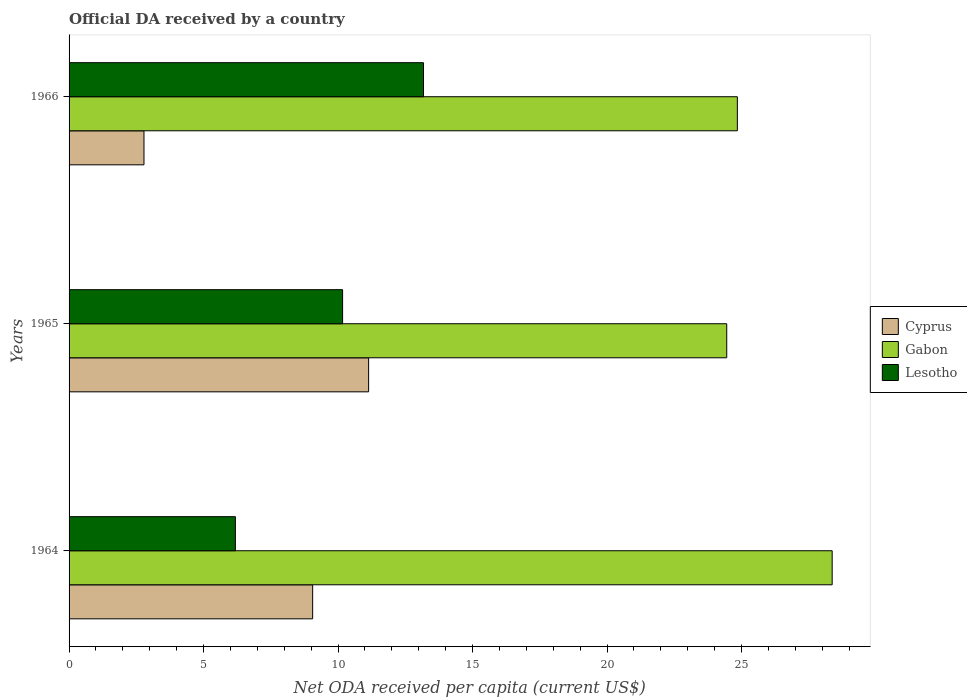 Official DA received by a country
1966
1965
1964
Years
0
5
10
15
20
25
Net ODA received per capita (current US$)
Cyprus
Gabon
Lesotho